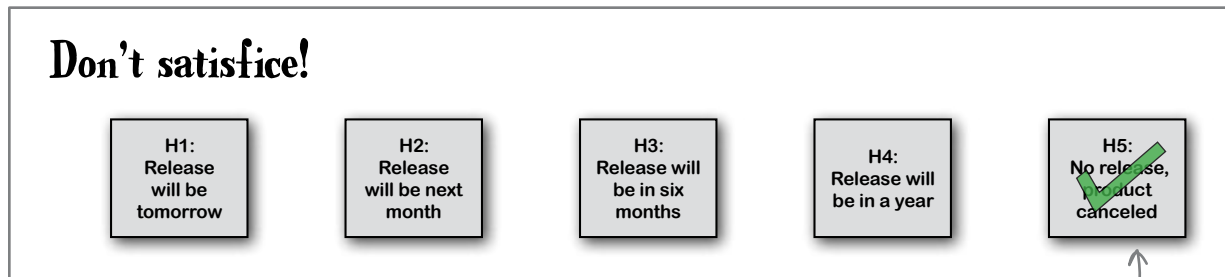 Don't satisfice!
H1:
Release
will be
tomorrow
H2:
Release
will be next
month
H3:
Release will
be in six
months
H4:
Release will
be in a year
H5:
No release,
product
canceled